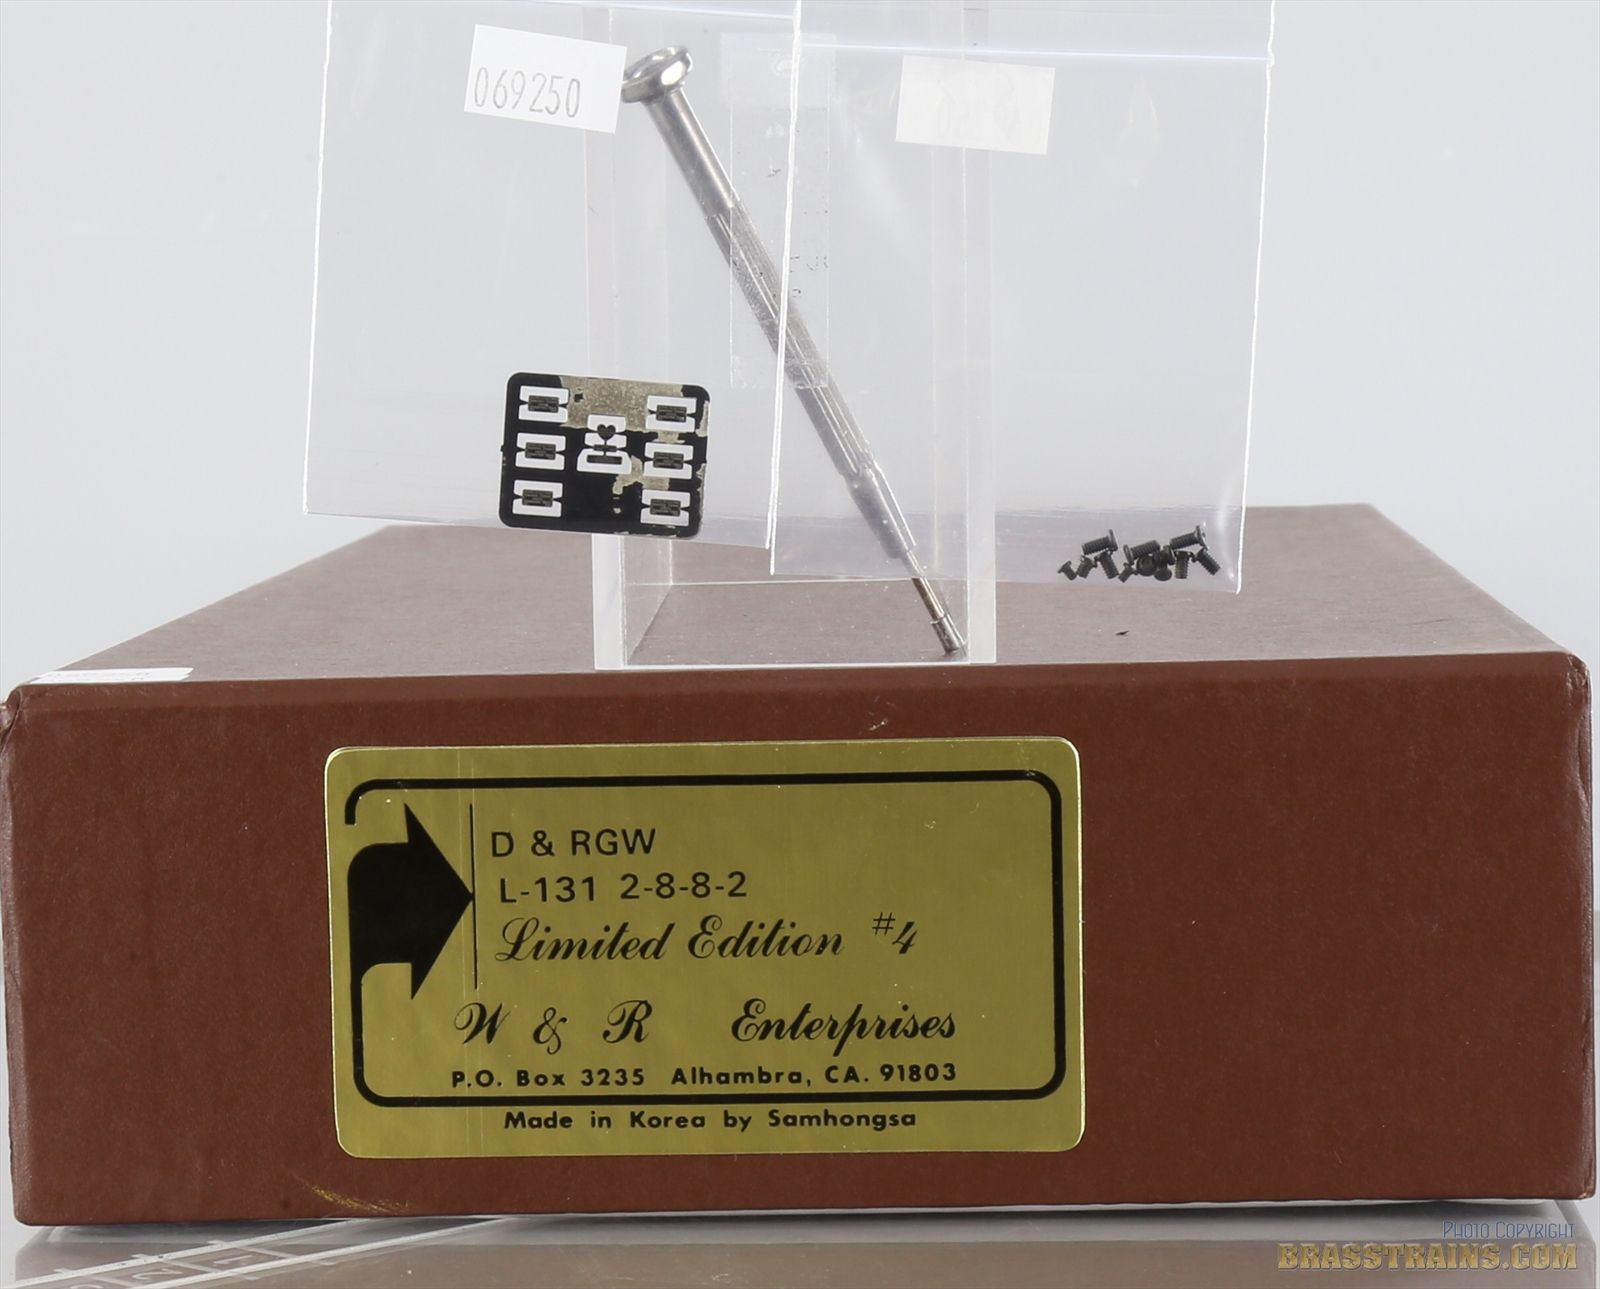 069250
D & RGW
L-131 2-8-8-2
Limited Edition #4
W & R Enterprises
P.O. Box 3235 Alhambra, CA. 91803
Made in Korea by Samhongsa
Photo Copyright
BRASSTRAINS.COM